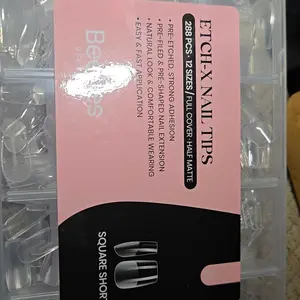 ETCH-X NAIL TIPS
288 PCS · 12 SIZES / FULL COVER · HALF MATTE
• PRE-ETCHED, STRONG ADHESION
• PRE-FILED & PRE-SHAPED NAIL EXTENSION
• NATURAL LOOK & COMFORTABLE WEARING
• EASY & FAST APPLICATION
SQUARE SHORT